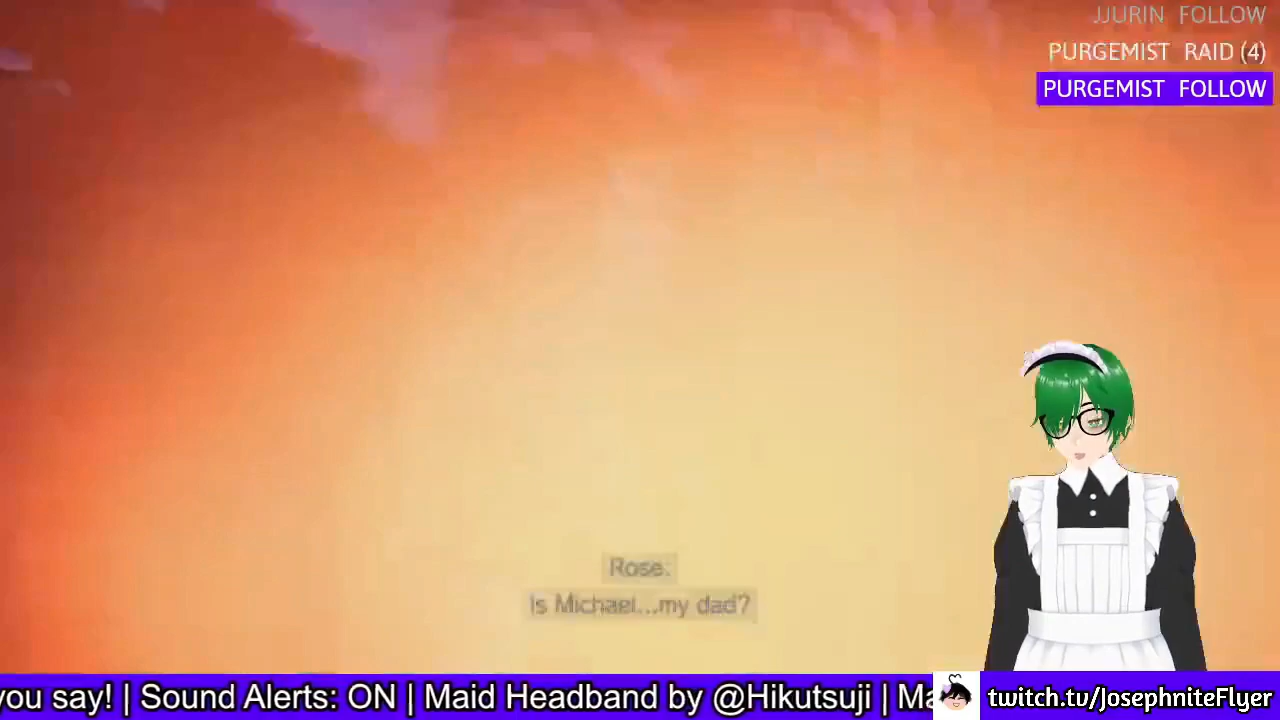 JJURIN FOLLOW
PURGEMIST RAID (4)
PURGEMIST FOLLOW
Rose:
Is Michael...my dad?
you say! | Sound Alerts: ON | Maid Headband by @Hikutsuji | Ma
twitch.tv/JosephniteFlyer